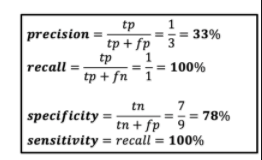 precision = tp / (tp + fp) = 1/3 = 33%
recall = tp / (tp + fn) = 1/1 = 100%
specificity = tn / (tn + fp) = 7/9 = 78%
sensitivity = recall = 100%